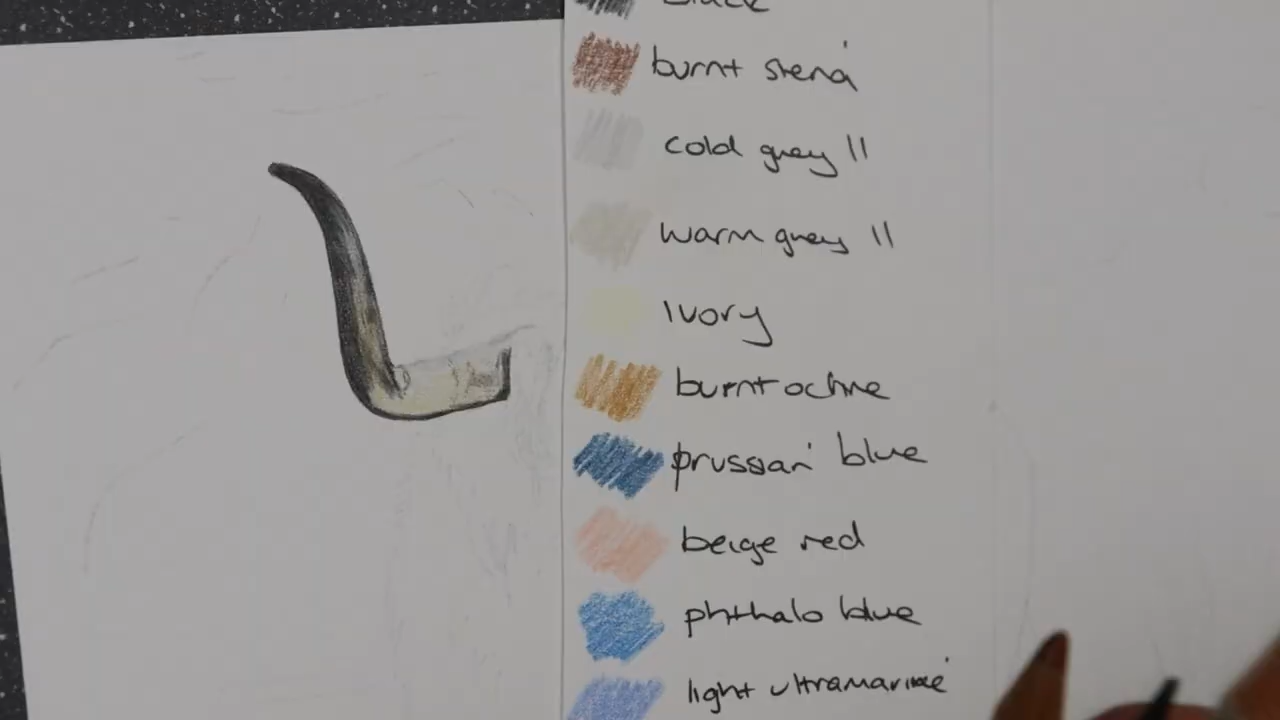 black
burnt siena
cold grey II
warm grey II
Ivory
burnt ochre
prussian blue
beige red
phthalo blue
light ultramarine